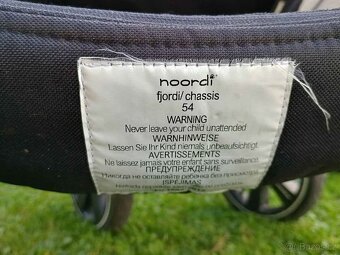 noordi
fjordi/ chassis
54
WARNING
Never leave your child unattended
WARNHINWEISE
Lassen Sie Ihr Kind niemals unbeaufsichtigt
AVERTISSEMENTS
Ne laissez jamais votre enfant sans surveillance.
ПРЕДУПРЕЖДЕНИЕ
Никогда не оставляйте ребенка без присмотра
ĮSPĖJIMAS